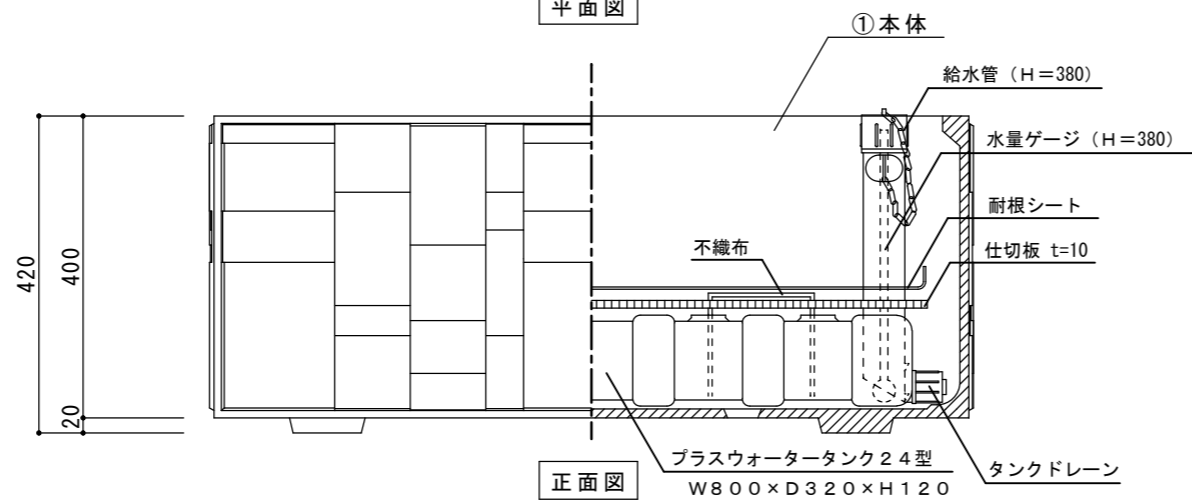 平面図
①本体
給水管（Ｈ＝380）
水量ゲージ（Ｈ＝380）
耐根シート
不織布
仕切板 t=10
420
400
20
プラスウォータータンク２４型
Ｗ８００×Ｄ３２０×Ｈ１２０
タンクドレーン
正面図